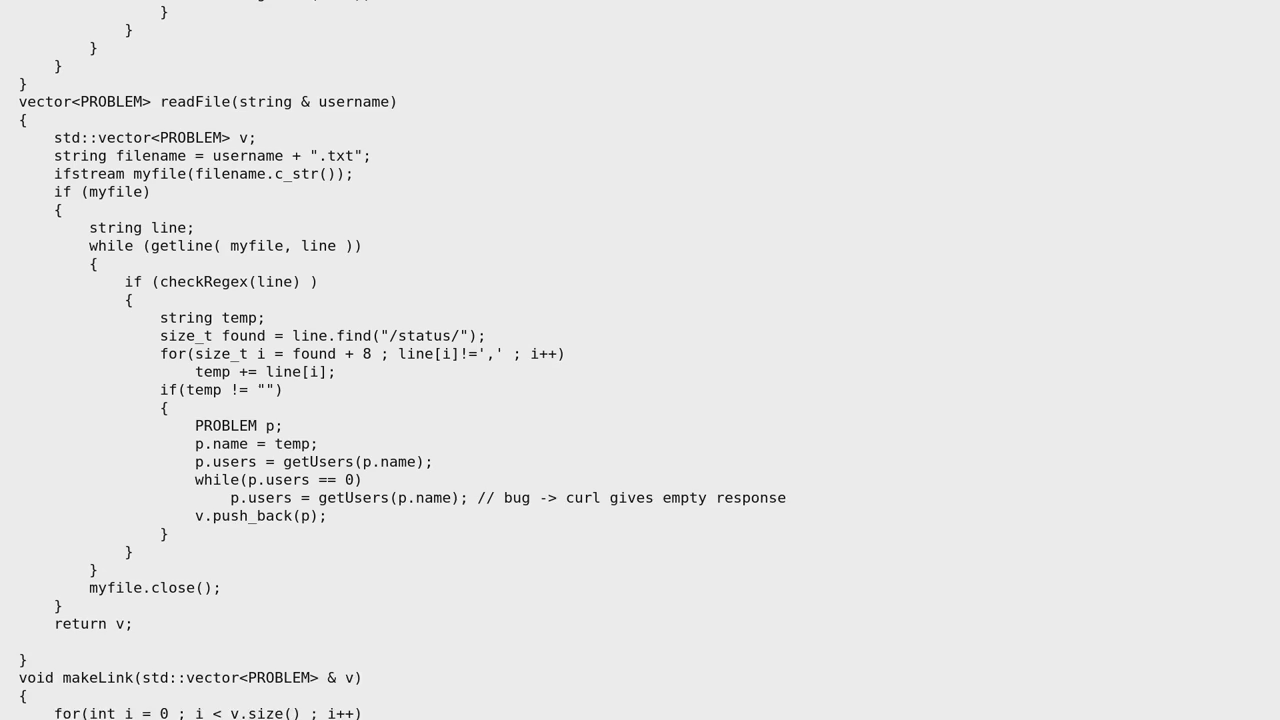 }
}
}
}
}
vector<PROBLEM> readFile(string & username)
{
std::vector<PROBLEM> v;
string filename = username + ".txt";
ifstream myfile(filename.c_str());
if (myfile)
{
string line;
while (getline( myfile, line ))
{
if (checkRegex(line) )
{
string temp;
size_t found = line.find("/status/");
for(size_t i = found + 8 ; line[i]!=',' ; i++)
temp += line[i];
if(temp != "")
{
PROBLEM p;
p.name = temp;
p.users = getUsers(p.name);
while(p.users == 0)
p.users = getUsers(p.name); // bug -> curl gives empty response
v.push_back(p);
}
}
}
myfile.close();
}
return v;
}
void makeLink(std::vector<PROBLEM> & v)
{
for(int i = 0 ; i < v.size() ; i++)